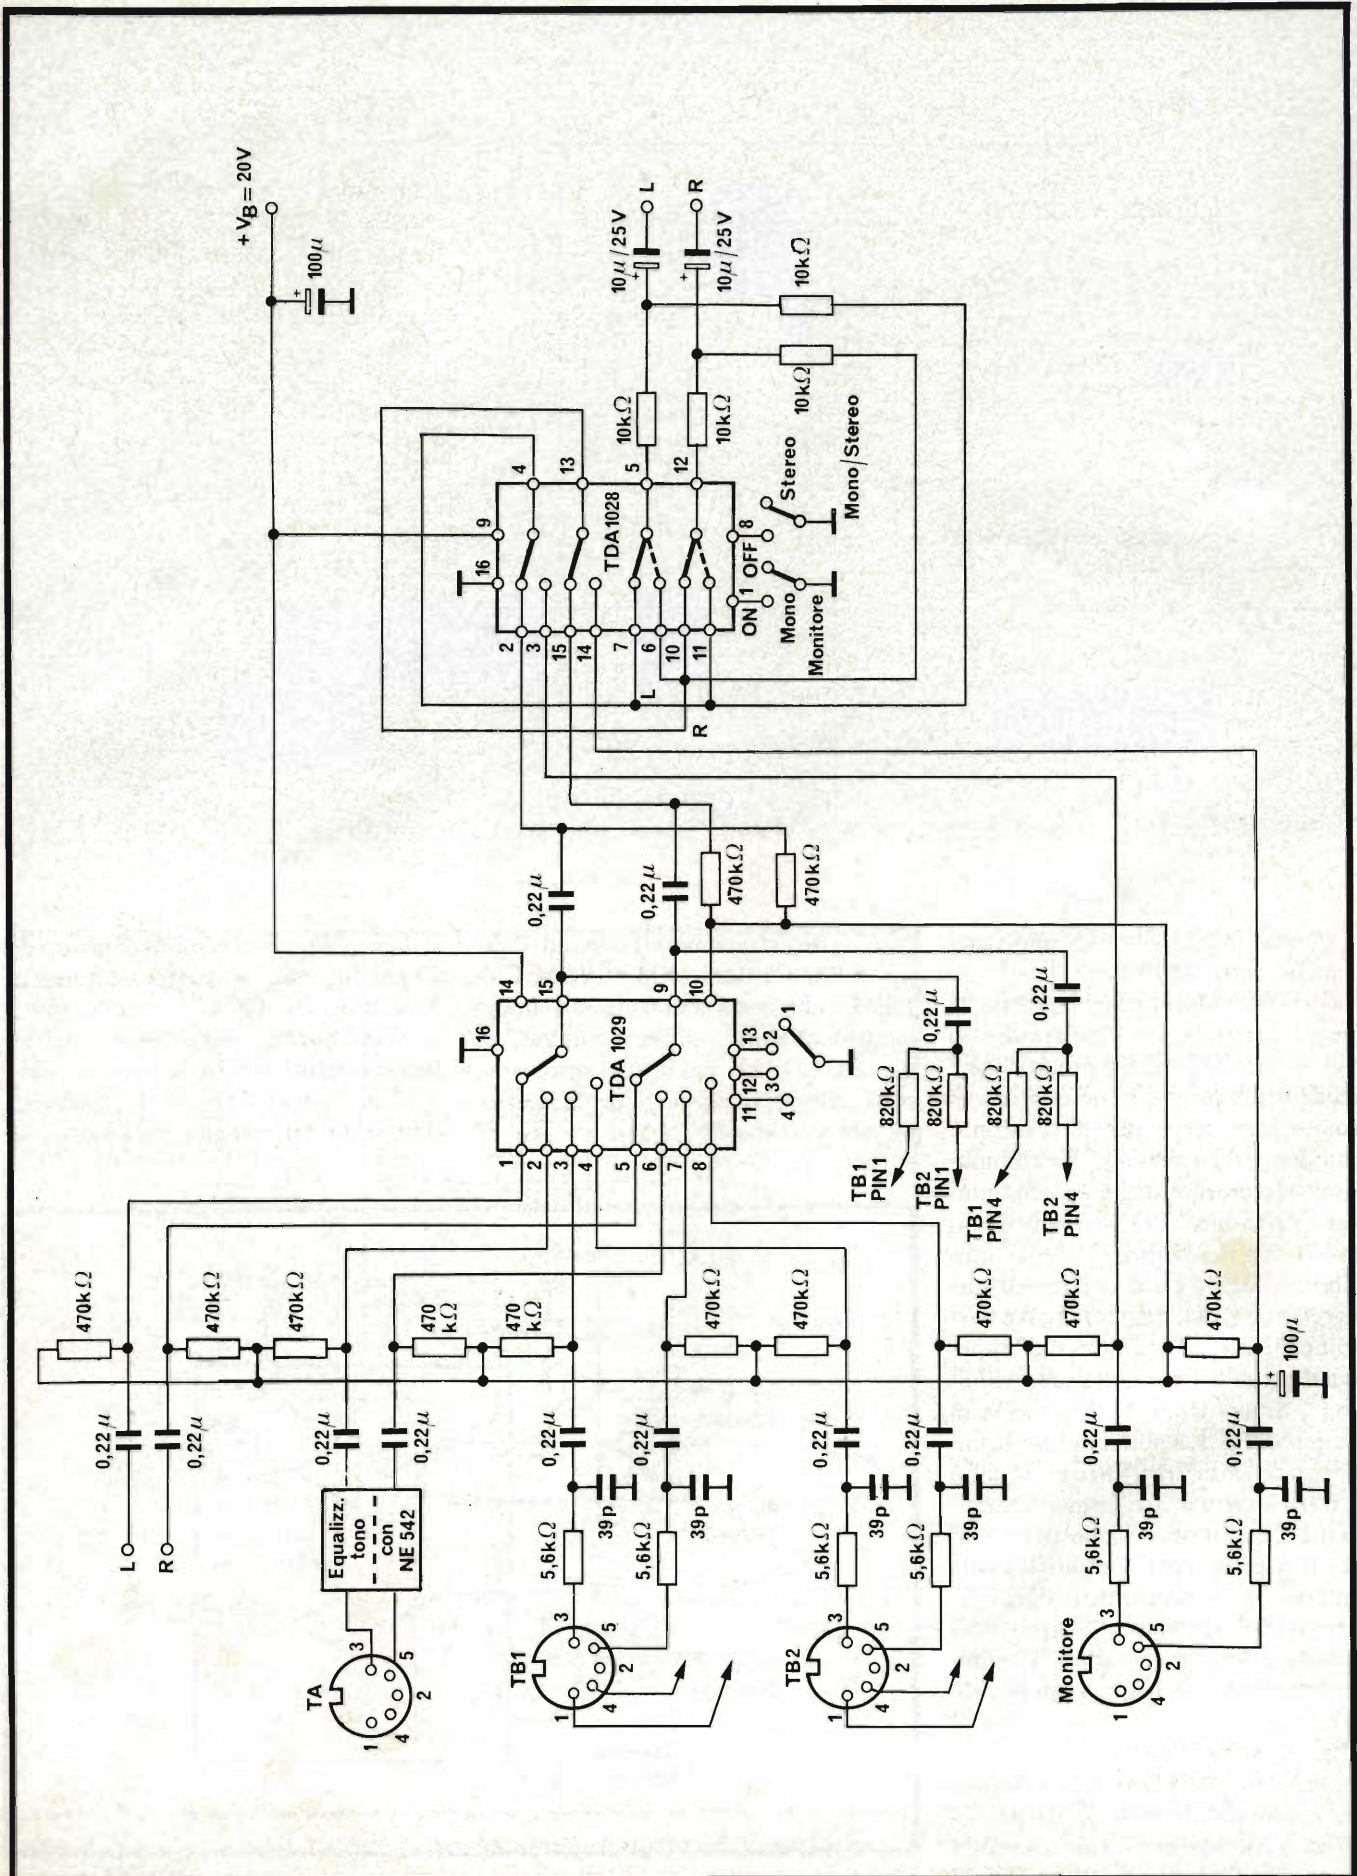 + VB = 20V
100µ
10µ/25V
L
10µ/25V
R
10kΩ
10kΩ
10kΩ
10kΩ
4
13
5
12
9
16
TDA1028
8
OFF
1
ON
Stereo
Mono/Stereo
Mono
Monitore
2
3
15
14
7
6
10
11
L
R
0,22µ
0,22µ
470kΩ
470kΩ
14
15
9
10
16
TDA 1029
13
12
11
1
2
3
4
0,22µ
0,22µ
820kΩ
820kΩ
820kΩ
820kΩ
TB1
PIN1
TB2
PIN1
TB1
PIN4
TB2
PIN4
1
2
3
4
5
6
7
8
470kΩ
470kΩ
470kΩ
470
kΩ
470
kΩ
470kΩ
470kΩ
470kΩ
470kΩ
470kΩ
100µ
0,22µ
0,22µ
0,22µ
0,22µ
0,22µ
0,22µ
0,22µ
0,22µ
0,22µ
0,22µ
L
R
Equalizz.
tono
con
NE 542
39p
39p
39p
39p
39p
39p
5,6kΩ
5,6kΩ
5,6kΩ
5,6kΩ
5,6kΩ
5,6kΩ
TA
3
5
2
4
1
TB1
3
5
2
4
1
TB2
3
5
2
4
1
Monitore
3
5
2
4
1